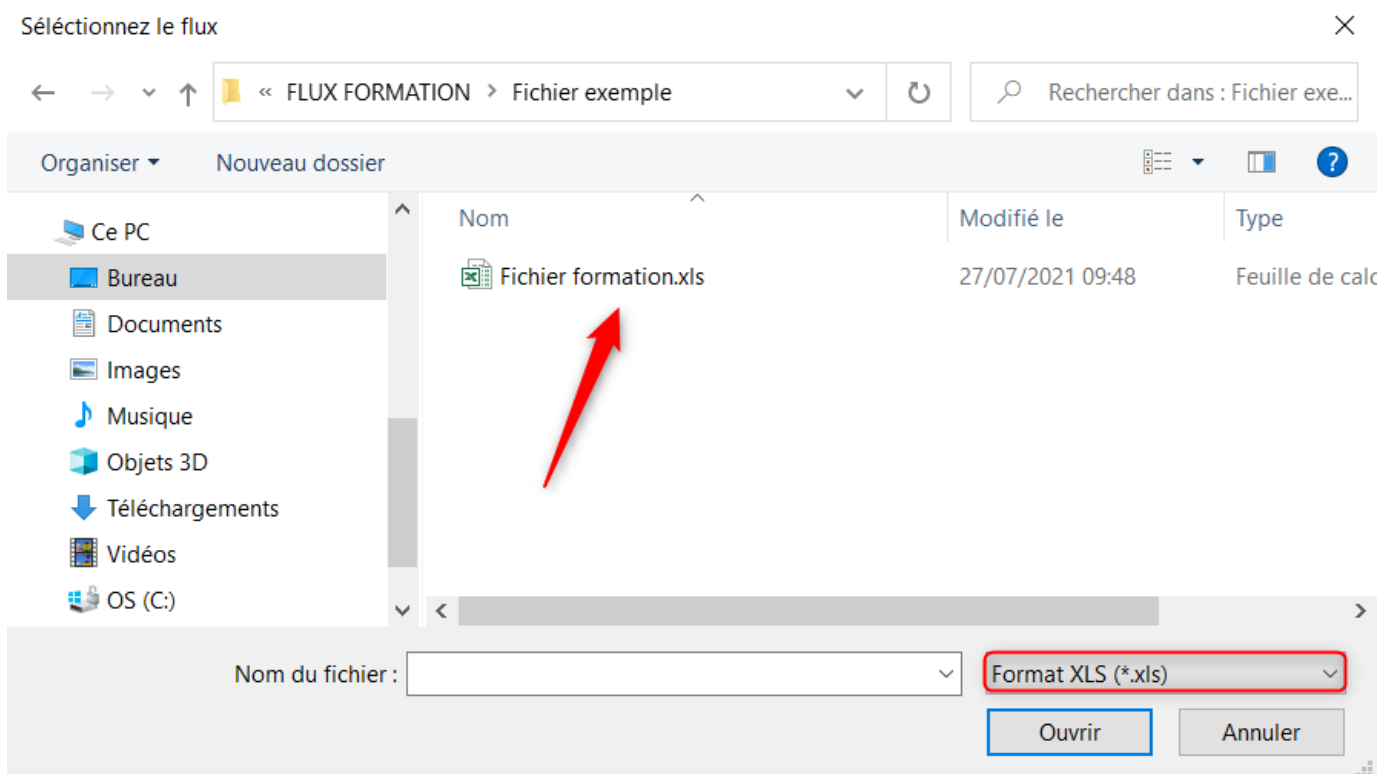 Séléctionnez le flux
« FLUX FORMATION > Fichier exemple
Rechercher dans : Fichier exe...
Organiser Nouveau dossier
?
Nom Modifié le Type
Ce PC
Bureau
Documents
Images
Musique
Objets 3D
Téléchargements
Vidéos
OS (C:)
Fichier formation.xls 27/07/2021 09:48 Feuille de calc
Nom du fichier :
Format XLS (*.xls)
Ouvrir Annuler